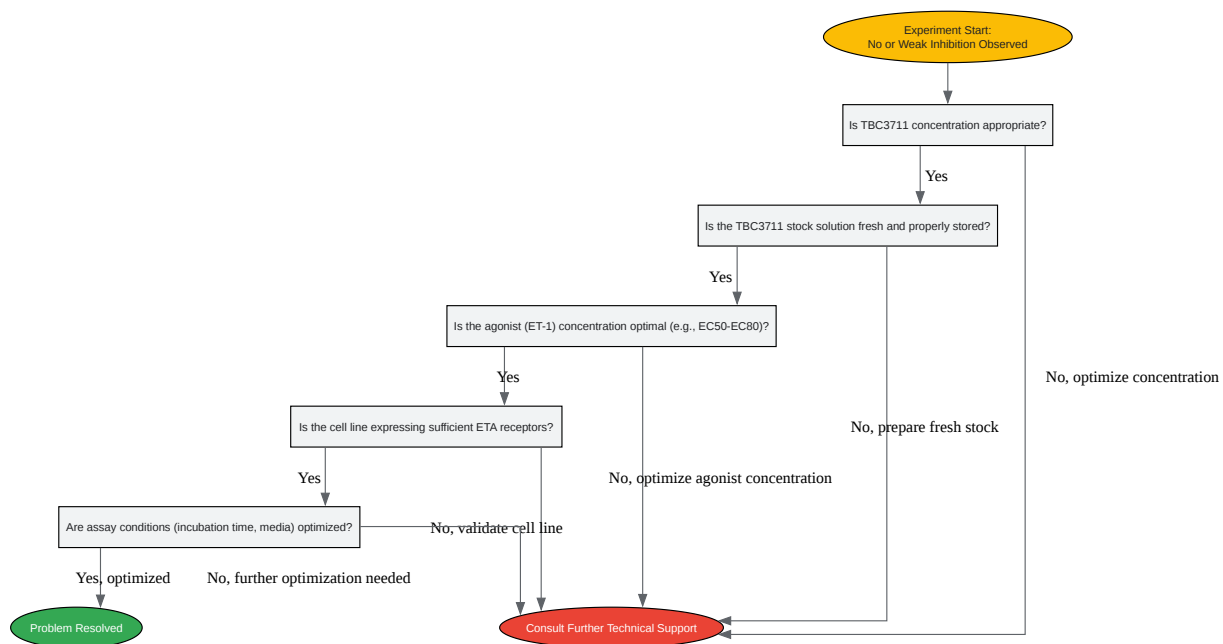 Experiment Start:
No or Weak Inhibition Observed
Is TBC3711 concentration appropriate?
Yes
Is the TBC3711 stock solution fresh and properly stored?
Yes
Is the agonist (ET-1) concentration optimal (e.g., EC50-EC80)?
Yes
No, optimize concentration
Is the cell line expressing sufficient ETA receptors?
No, prepare fresh stock
Yes
No, optimize agonist concentration
Are assay conditions (incubation time, media) optimized?
No, validate cell line
Yes, optimized
No, further optimization needed
Problem Resolved
Consult Further Technical Support